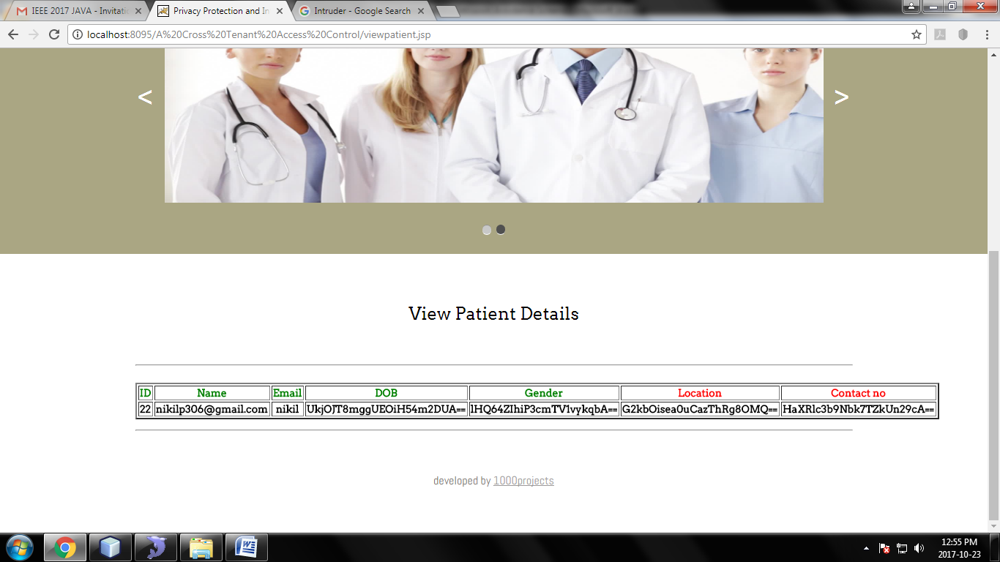 IEEE 2017 JAVA - Invitatio
Privacy Protection and In
Intruder - Google Search
localhost:8095/A%20Cross%20Tenant%20Access%20Control/viewpatient.jsp
< >
View Patient Details
ID Name Email DOB Gender Location Contact no
22 nikilp306@gmail.com nikil UkjOJT8mggUEOiH54m2DUA== lHQ64ZIhiP3cmTV1vykqbA== G2kbOisea0uCazThRg8OMQ== HaXRlc3b9Nbk7TZkUn29cA==
developed by 1000projects
12:55 PM
2017-10-23